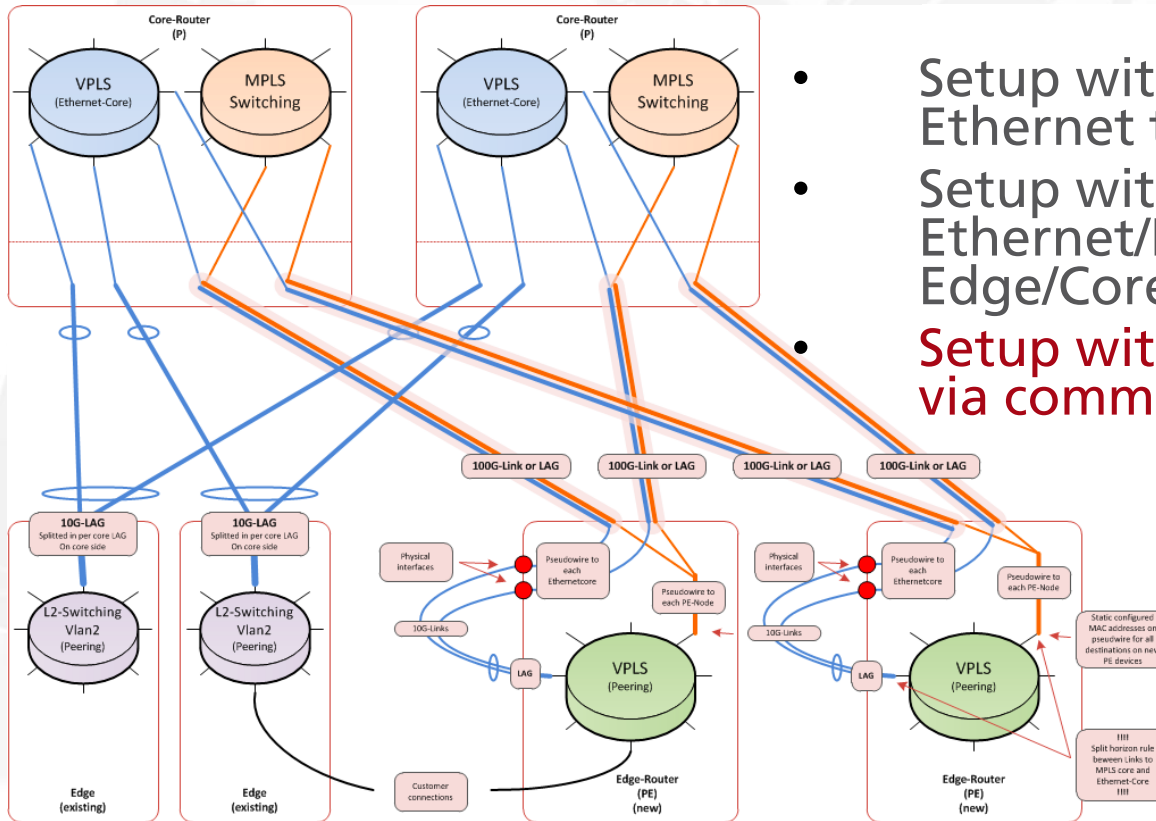 Core-Router
(P)
Core-Router
(P)
VPLS
(Ethernet-Core)
MPLS
Switching
VPLS
(Ethernet-Core)
MPLS
Switching
• Setup wit
Ethernet
• Setup wit
Ethernet/
Edge/Core
• Setup wit
via comm
100G-Link or LAG
100G-Link or LAG
100G-Link or LAG
100G-Link or LAG
10G-LAG
Splitted in per core LAG
On core side
10G-LAG
Splitted in per core LAG
On core side
Physical
interfaces
Pseudowire to
each
Ethernetcore
Pseudowire to
each PE-Node
Physical
interfaces
Pseudowire to
each
Ethernetcore
Pseudowire to
each PE-Node
L2-Switching
Vlan2
(Peering)
L2-Switching
Vlan2
(Peering)
10G-Links
LAG
VPLS
(Peering)
10G-Links
LAG
VPLS
(Peering)
Static configured
MAC addresses on
pseudwire for all
destinations on new
PE devices
!!!!
Split horizon rule
beween Links to
MPLS core and
Ethernet-Core
!!!!
Edge
(existing)
Edge
(existing)
Customer
connections
Edge-Router
(PE)
(new)
Edge-Router
(PE)
(new)